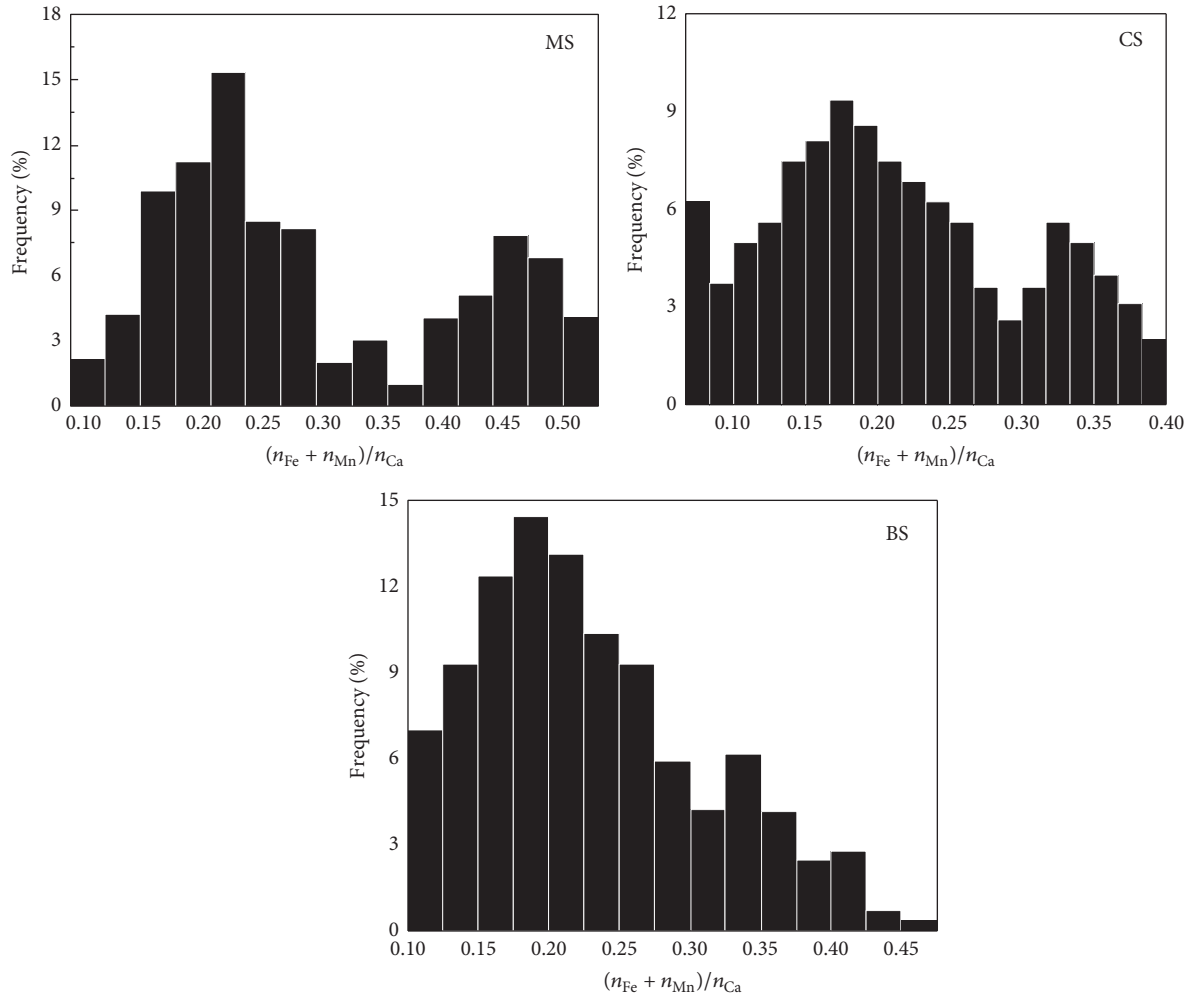 MS
18
15
12
9
6
3
0
Frequency (%)
0.10 0.15 0.20 0.25 0.30 0.35 0.40 0.45 0.50
(nFe + nMn)/nCa
CS
12
9
6
3
0
Frequency (%)
0.10 0.15 0.20 0.25 0.30 0.35 0.40
(nFe + nMn)/nCa
BS
15
12
9
6
3
0
Frequency (%)
0.10 0.15 0.20 0.25 0.30 0.35 0.40 0.45
(nFe + nMn)/nCa